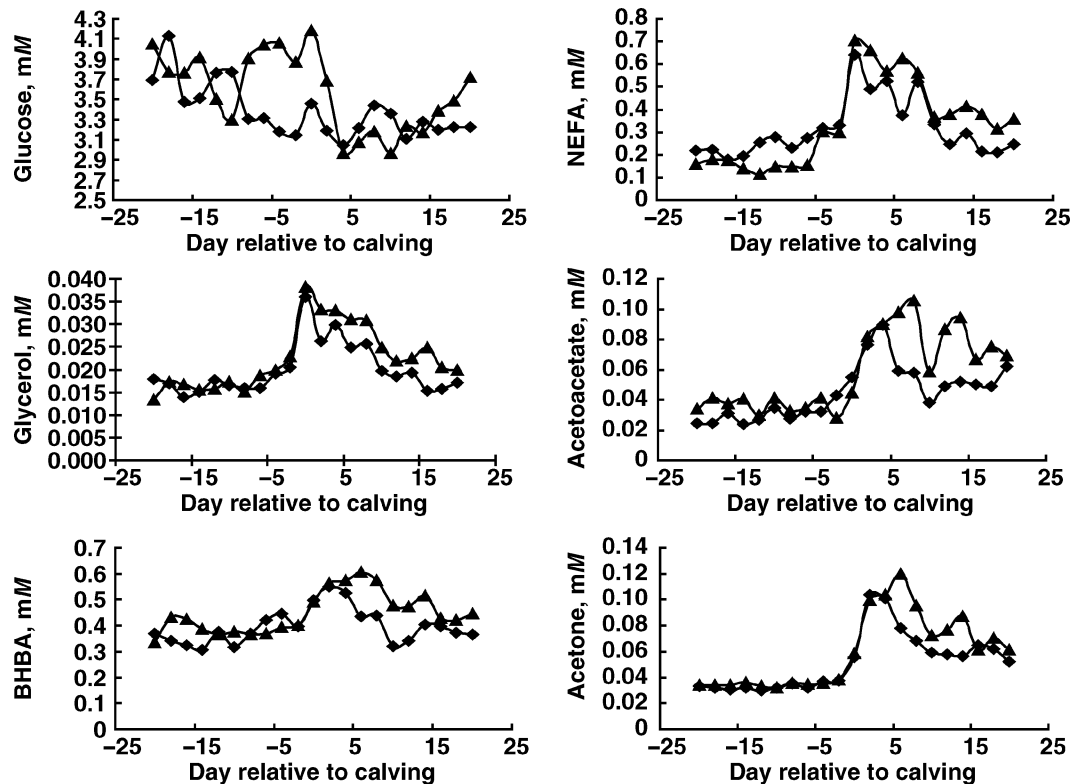 Glucose, mM
4.3
4.1
3.9
3.7
3.5
3.3
3.1
2.9
2.7
2.5
−25 −15 −5 5 15 25
Day relative to calving
NEFA, mM
0.8
0.7
0.6
0.5
0.4
0.3
0.2
0.1
0
−25 −15 −5 5 15 25
Day relative to calving
Glycerol, mM
0.040
0.035
0.030
0.025
0.020
0.015
0.010
0.005
0.000
−25 −15 −5 5 15 25
Day relative to calving
Acetoacetate, mM
0.12
0.10
0.08
0.06
0.04
0.02
0
−25 −15 −5 5 15 25
Day relative to calving
BHBA, mM
0.7
0.6
0.5
0.4
0.3
0.2
0.1
0
−25 −15 −5 5 15 25
Day relative to calving
Acetone, mM
0.14
0.12
0.10
0.08
0.06
0.04
0.02
0
−25 −15 −5 5 15 25
Day relative to calving